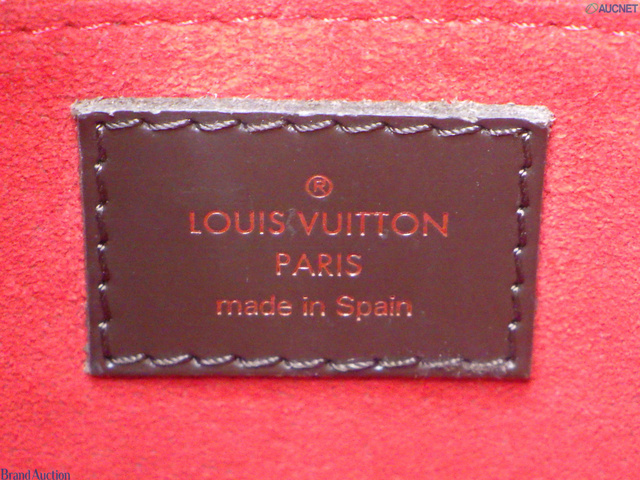 © AUCNET
®
LOUIS VUITTON
PARIS
made in Spain
Brand Auction